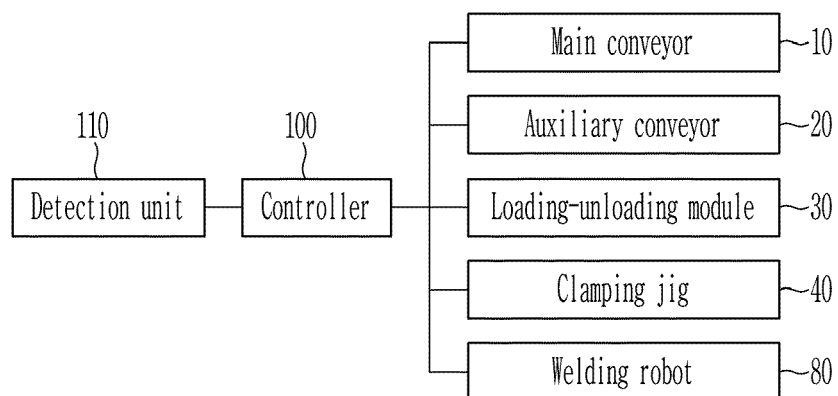 Main conveyor
10
110
100
Auxiliary conveyor
20
Detection unit
Controller
Loading-unloading module
30
Clamping jig
40
Welding robot
80